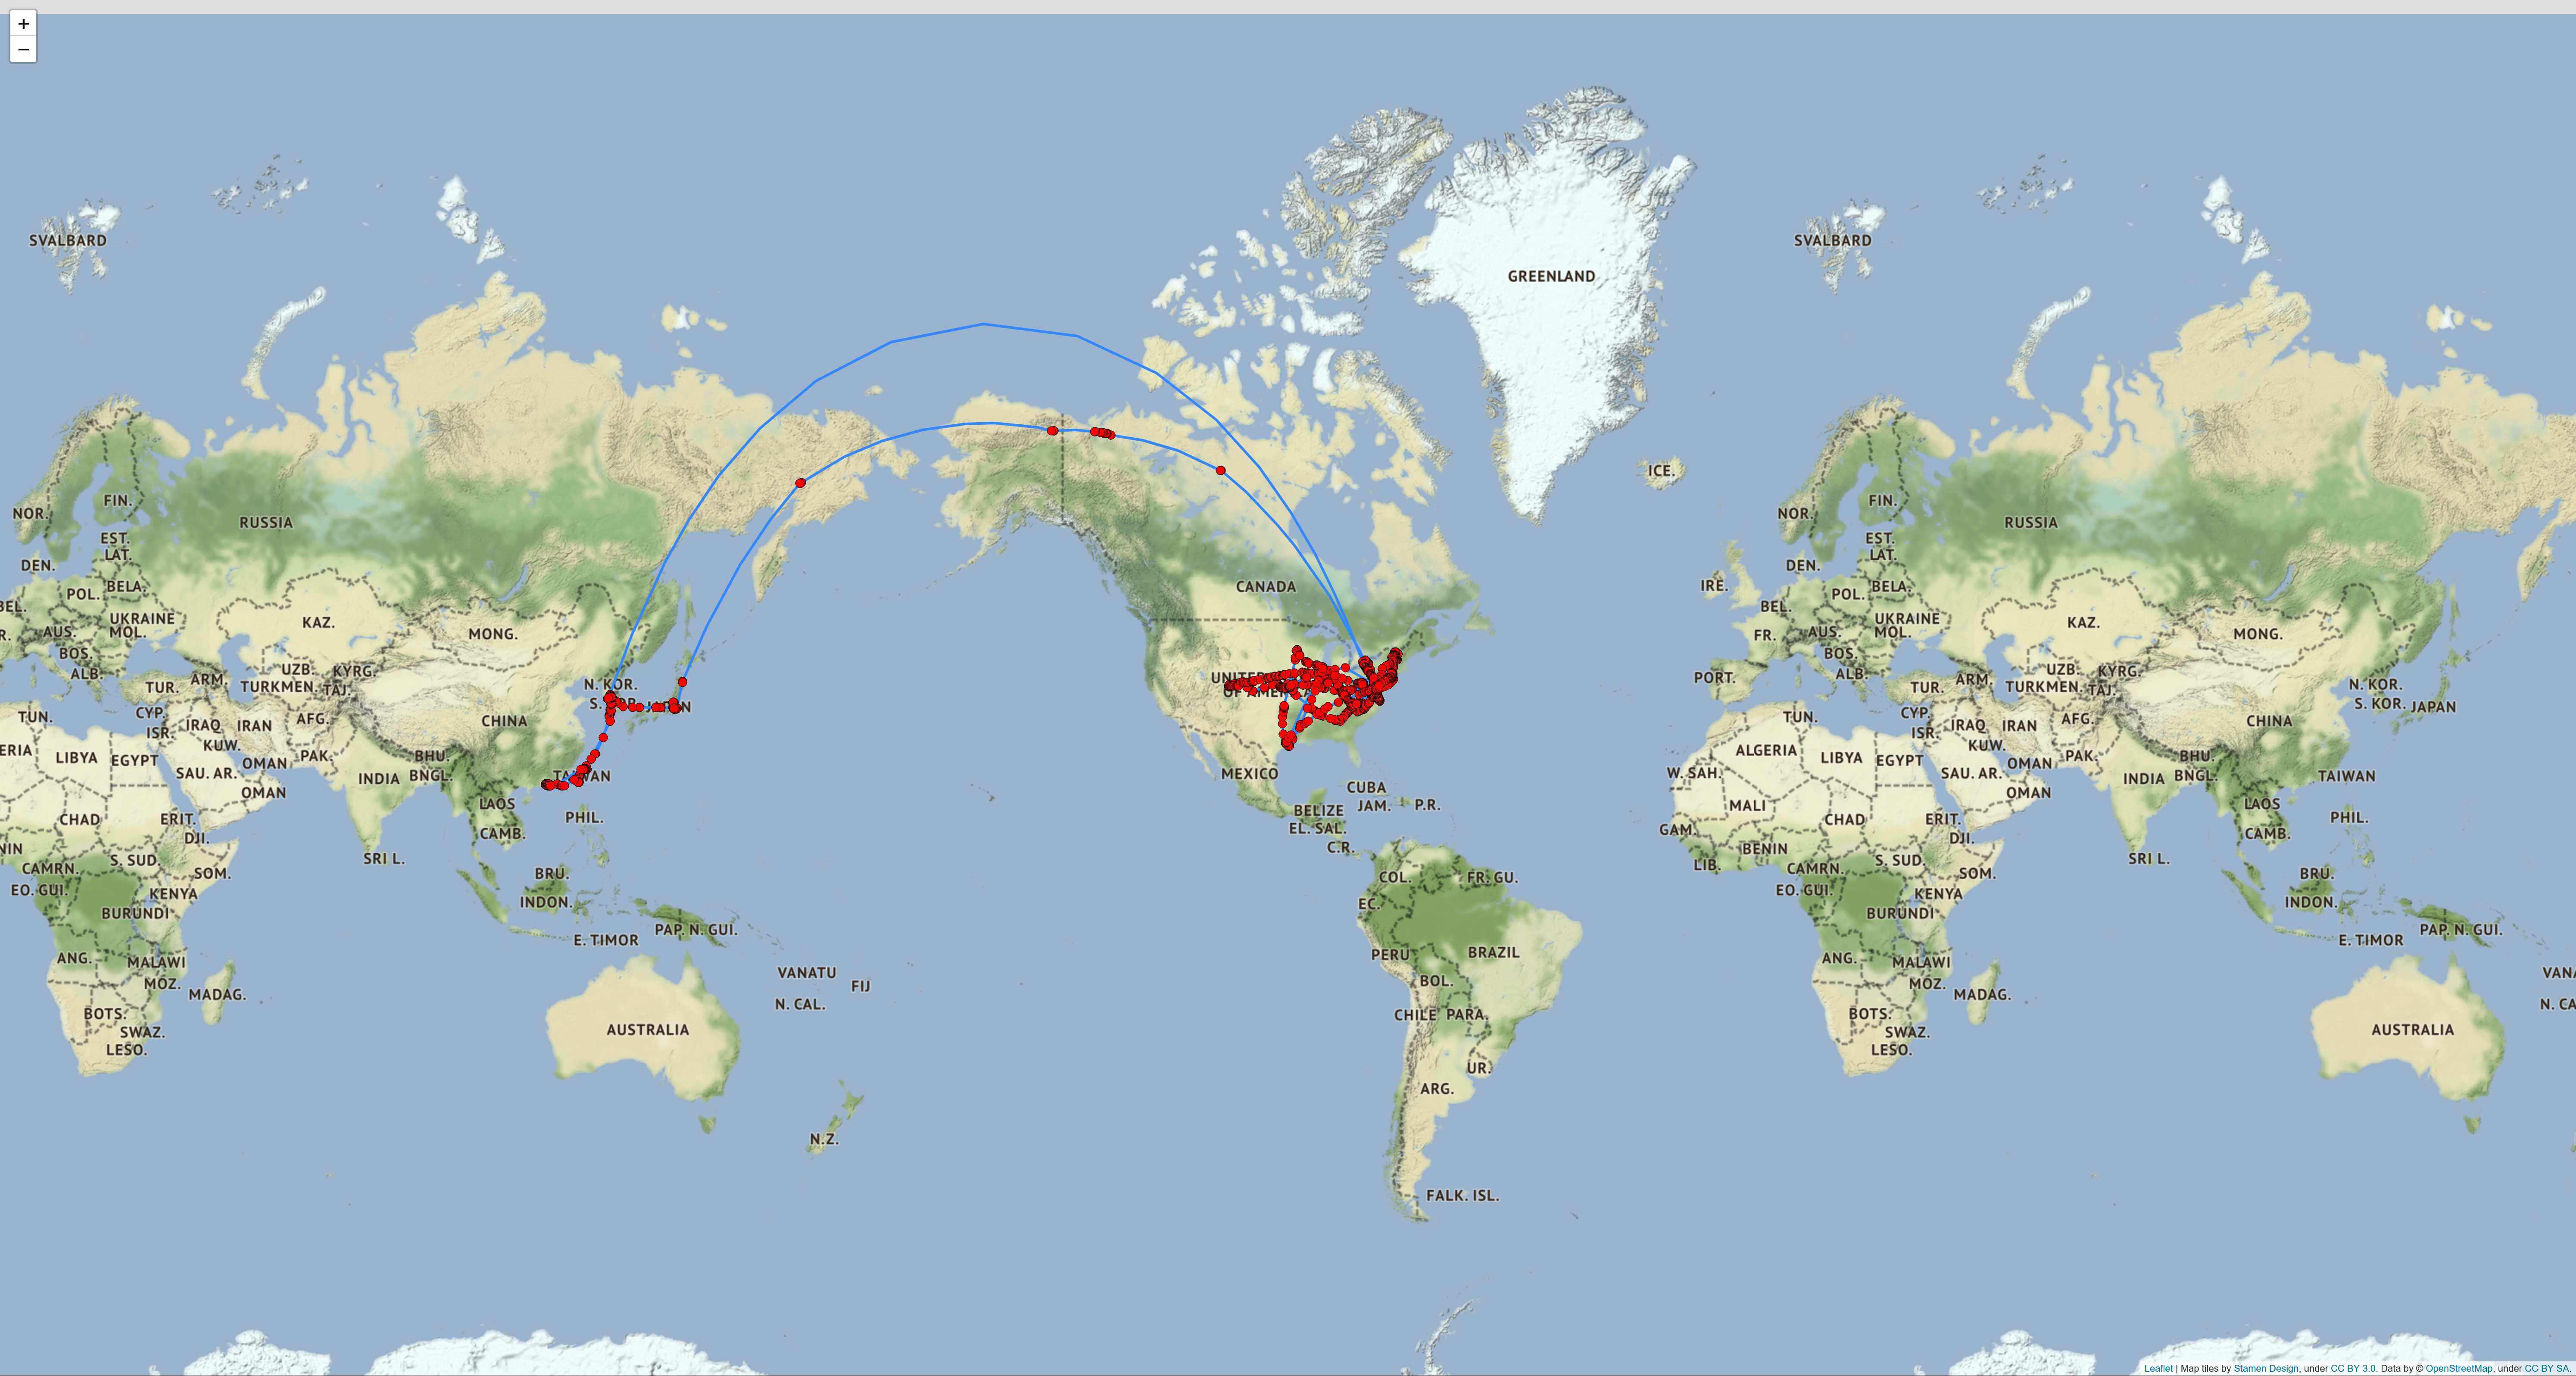 +
−
SVALBARD
SVALBARD
GREENLAND
ICE.
ICE.
FIN.
NOR.
RUSSIA
EST.
LAT.
DEN.
BELA.
POL.
BEL.
UKRAINE
MOL.
AUS.
R.
BOS.
ALB.
KAZ.
MONG.
UZB.
KYRG.
ARM.
TUR.
TURKMEN.
TAJ.
N. KOR.
S.
JAPAN
CHINA
TUN.
CYP.
ISR.
IRAQ
IRAN
AFG.
KUW.
PAK.
ERIA
LIBYA
EGYPT
SAU. AR.
OMAN
OMAN
BHU.
BNGL.
INDIA
TAIWAN
LAOS
PHIL.
CAMB.
CHAD
ERIT.
DJI.
NIN
CAMRN.
S. SUD.
SOM.
SRI L.
EO. GUI.
KENYA
BURUNDI
BRU.
INDON.
E. TIMOR
PAP. N. GUI.
ANG.
MALAWI
MOZ.
MADAG.
VANATU
FIJ
N. CAL.
BOTS.
SWAZ.
LESO.
AUSTRALIA
N.Z.
CANADA
UNITED
OF AMERICA
MEXICO
CUBA
JAM.
P.R.
BELIZE
EL. SAL.
C.R.
COL.
FR. GU.
EC.
PERU
BRAZIL
BOL.
CHILE
PARA.
UR.
ARG.
FALK. ISL.
FIN.
NOR.
RUSSIA
EST.
LAT.
DEN.
IRE.
POL.
BELA.
BEL.
UKRAINE
MOL.
FR.
AUS.
BOS.
ALB.
PORT.
KAZ.
MONG.
UZB.
KYRG.
ARM.
TUR.
TURKMEN.
TAJ.
N. KOR.
S. KOR.
JAPAN
CHINA
TUN.
CYP.
ISR.
IRAQ
IRAN
AFG.
KUW.
PAK.
ALGERIA
LIBYA
EGYPT
W. SAH.
SAU. AR.
OMAN
OMAN
BHU.
BNGL.
INDIA
TAIWAN
MALI
LAOS
PHIL.
CAMB.
CHAD
ERIT.
DJI.
GAM.
LIB.
BENIN
CAMRN.
S. SUD.
SOM.
SRI L.
EO. GUI.
KENYA
BURUNDI
BRU.
INDON.
E. TIMOR
PAP. N. GUI.
ANG.
MALAWI
MOZ.
MADAG.
VAN
N. CA
BOTS.
SWAZ.
LESO.
AUSTRALIA
Leaflet | Map tiles by Stamen Design, under CC BY 3.0. Data by © OpenStreetMap, under CC BY SA.